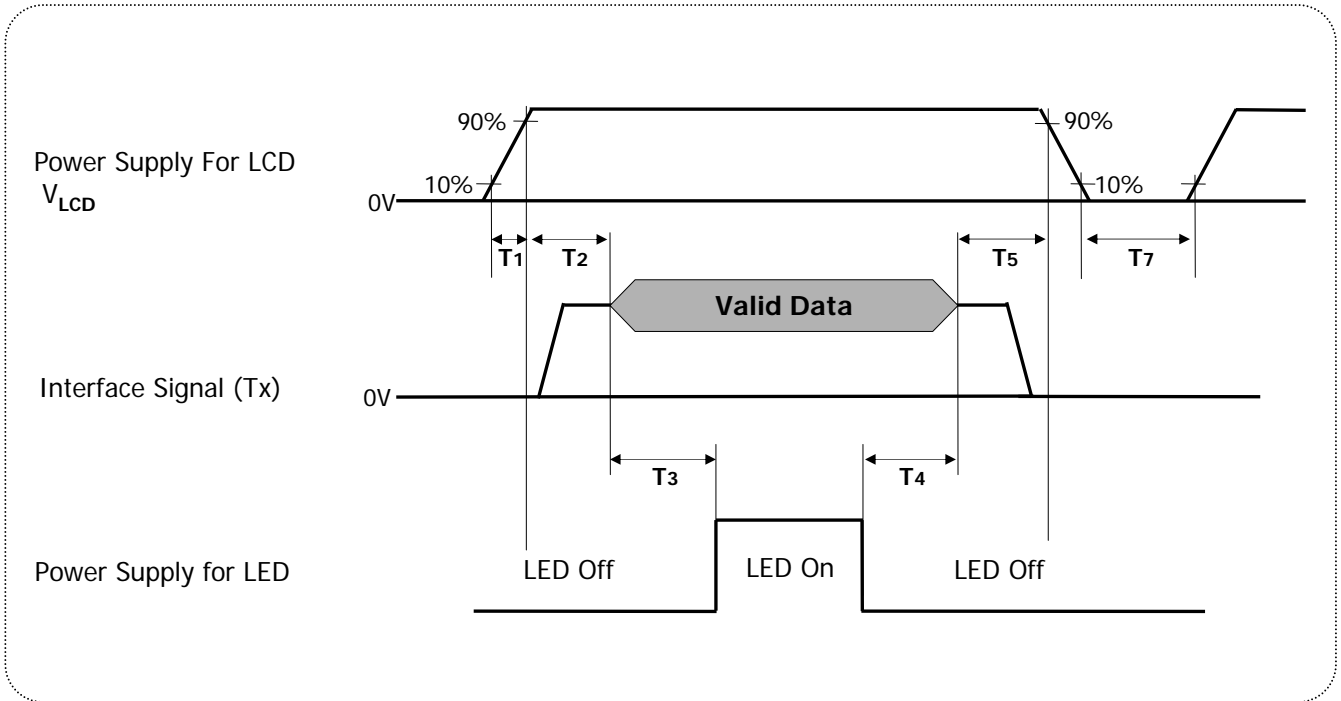 90%
90%
Power Supply For LCD
VLCD
10%
10%
0V
T1
T2
T5
T7
Valid Data
Interface Signal (Tx)
0V
T3
T4
Power Supply for LED
LED Off
LED On
LED Off